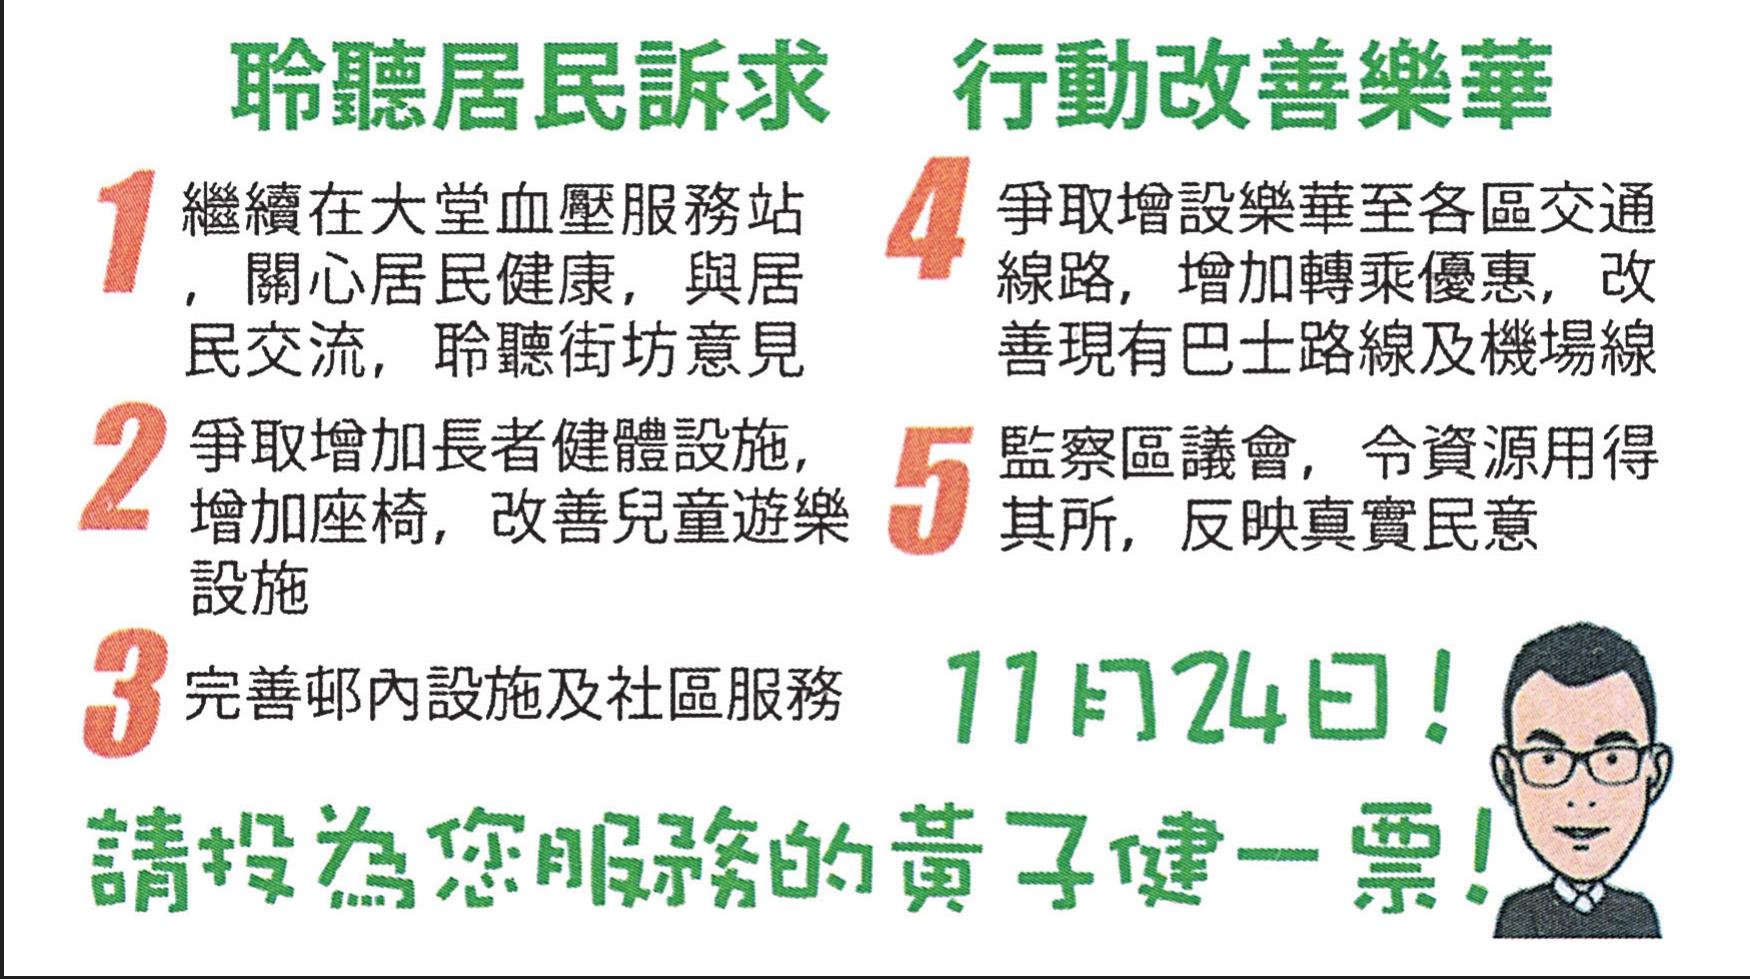 聆聽居民訴求 行動改善樂華
1 繼續在大堂血壓服務站
，關心居民健康，與居
民交流，聆聽街坊意見
2 爭取增加長者健體設施，
增加座椅，改善兒童遊樂
設施
3 完善邨內設施及社區服務
4 爭取增設樂華至各區交通
線路，增加轉乘優惠，改
善現有巴士路線及機場線
5 監察區議會，令資源用得
其所，反映真實民意
11月24日！
請投為您服務的黃子健一票！